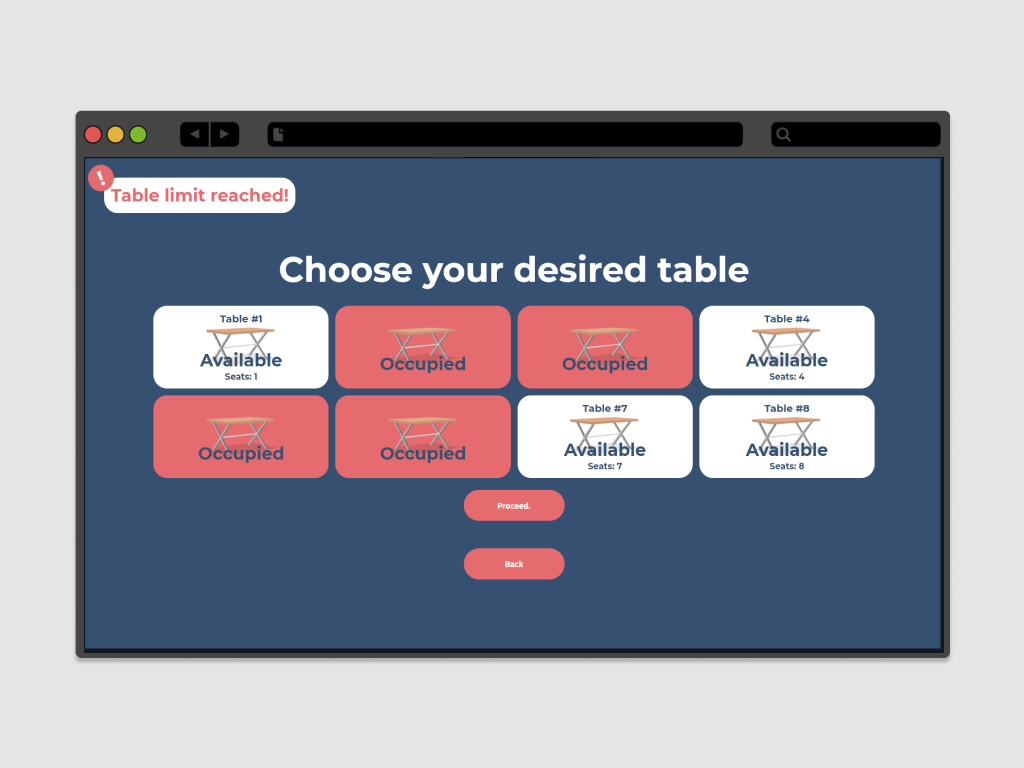 !
Table limit reached!
Choose your desired table
Table #1
Available
Seats: 1
Occupied
Occupied
Table #4
Available
Seats: 4
Occupied
Occupied
Table #7
Available
Seats: 7
Table #8
Available
Seats: 8
Proceed.
Back